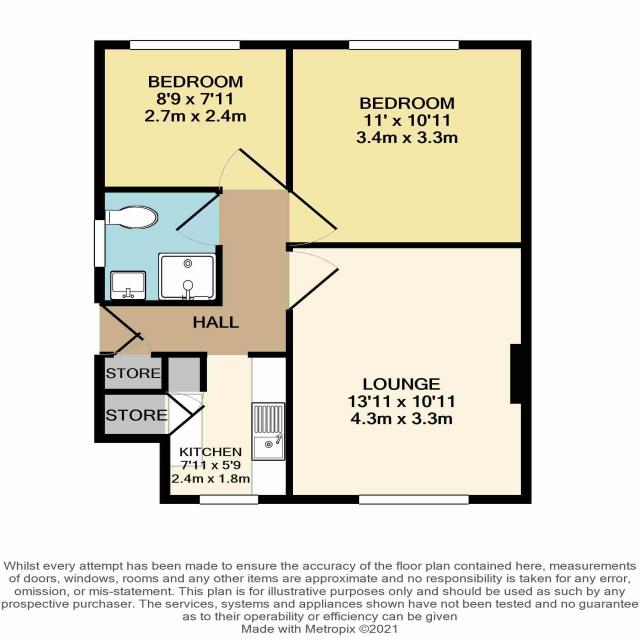 BEDROOM
8'9 x 7'11
2.7m x 2.4m
BEDROOM
11' x 10'11
3.4m x 3.3m
HALL
STORE
STORE
LOUNGE
13'11 x 10'11
4.3m x 3.3m
KITCHEN
7'11 x 5'9
2.4m x 1.8m
Whilst every attempt has been made to ensure the accuracy of the floor plan contained here, measurements
of doors, windows, rooms and any other items are approximate and no responsibility is taken for any error,
omission, or mis-statement. This plan is for illustrative purposes only and should be used as such by any
prospective purchaser. The services, systems and appliances shown have not been tested and no guarantee
as to their operability or efficiency can be given
Made with Metropix ©2021